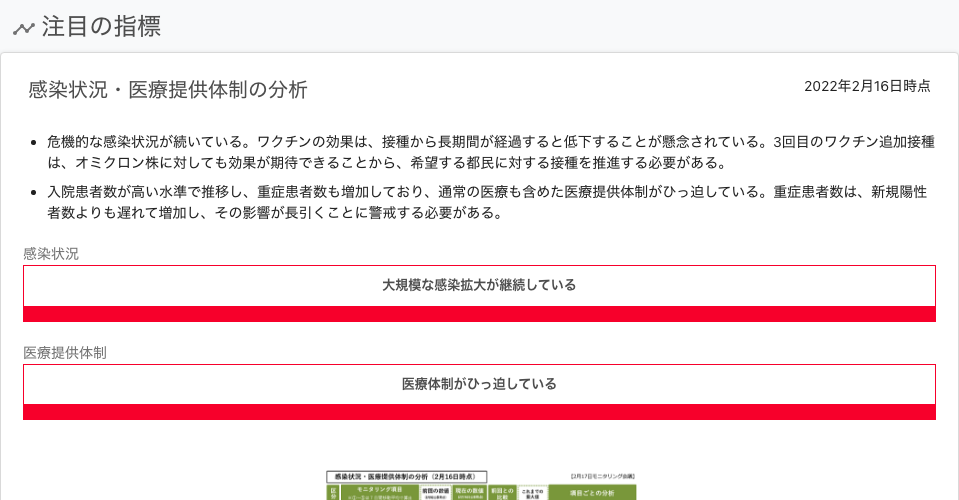 注目の指標
感染状況・医療提供体制の分析
2022年2月16日時点
危機的な感染状況が続いている。ワクチンの効果は、接種から長期間が経過すると低下することが懸念されている。3回目のワクチン追加接種
は、オミクロン株に対しても効果が期待できることから、希望する都民に対する接種を推進する必要がある。
入院患者数が高い水準で推移し、重症患者数も増加しており、通常の医療も含めた医療提供体制がひっ迫している。重症患者数は、新規陽性
者数よりも遅れて増加し、その影響が長引くことに警戒する必要がある。
感染状況
大規模な感染拡大が継続している
医療提供体制
医療体制がひっ迫している
感染状況・医療提供体制の分析（2月16日時点）
【2月17日モニタリング会議】
区分
モニタリング項目
前回の数値
現在の数値
前回との
比較
これまでの
最大値
項目ごとの分析